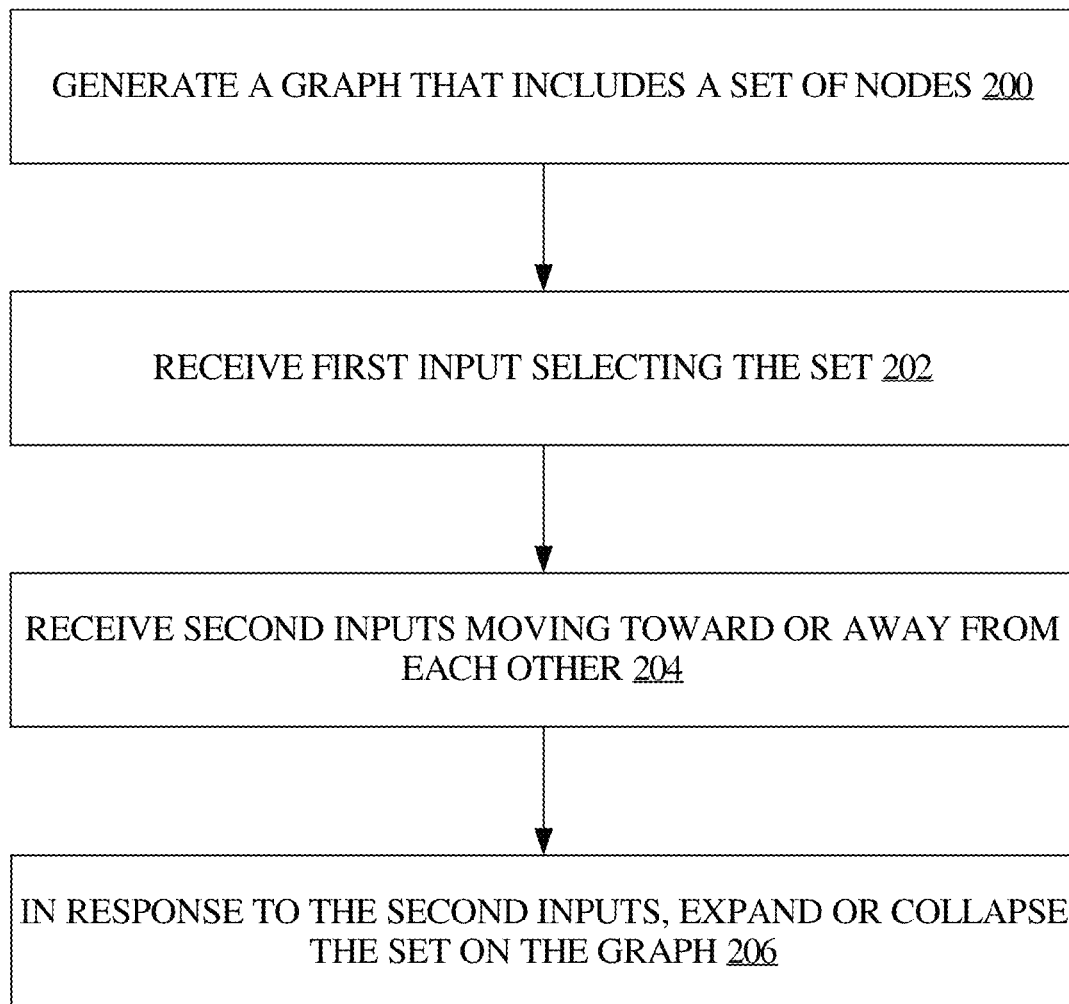 GENERATE A GRAPH THAT INCLUDES A SET OF NODES 200
RECEIVE FIRST INPUT SELECTING THE SET 202
RECEIVE SECOND INPUTS MOVING TOWARD OR AWAY FROM
EACH OTHER 204
IN RESPONSE TO THE SECOND INPUTS, EXPAND OR COLLAPSE
THE SET ON THE GRAPH 206